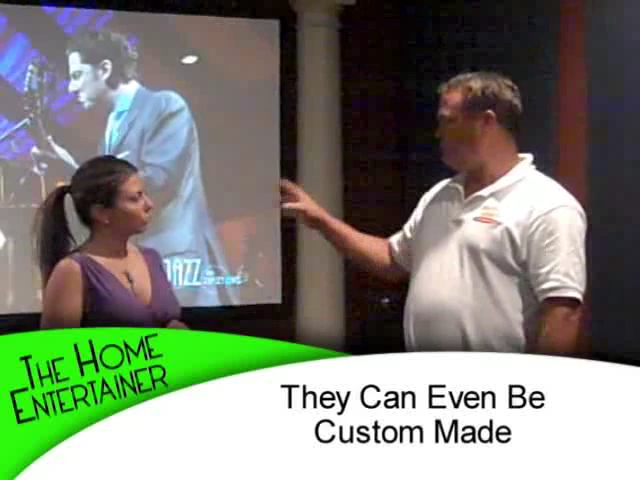 JAZZ
The Home
Entertainer
They Can Even Be
Custom Made